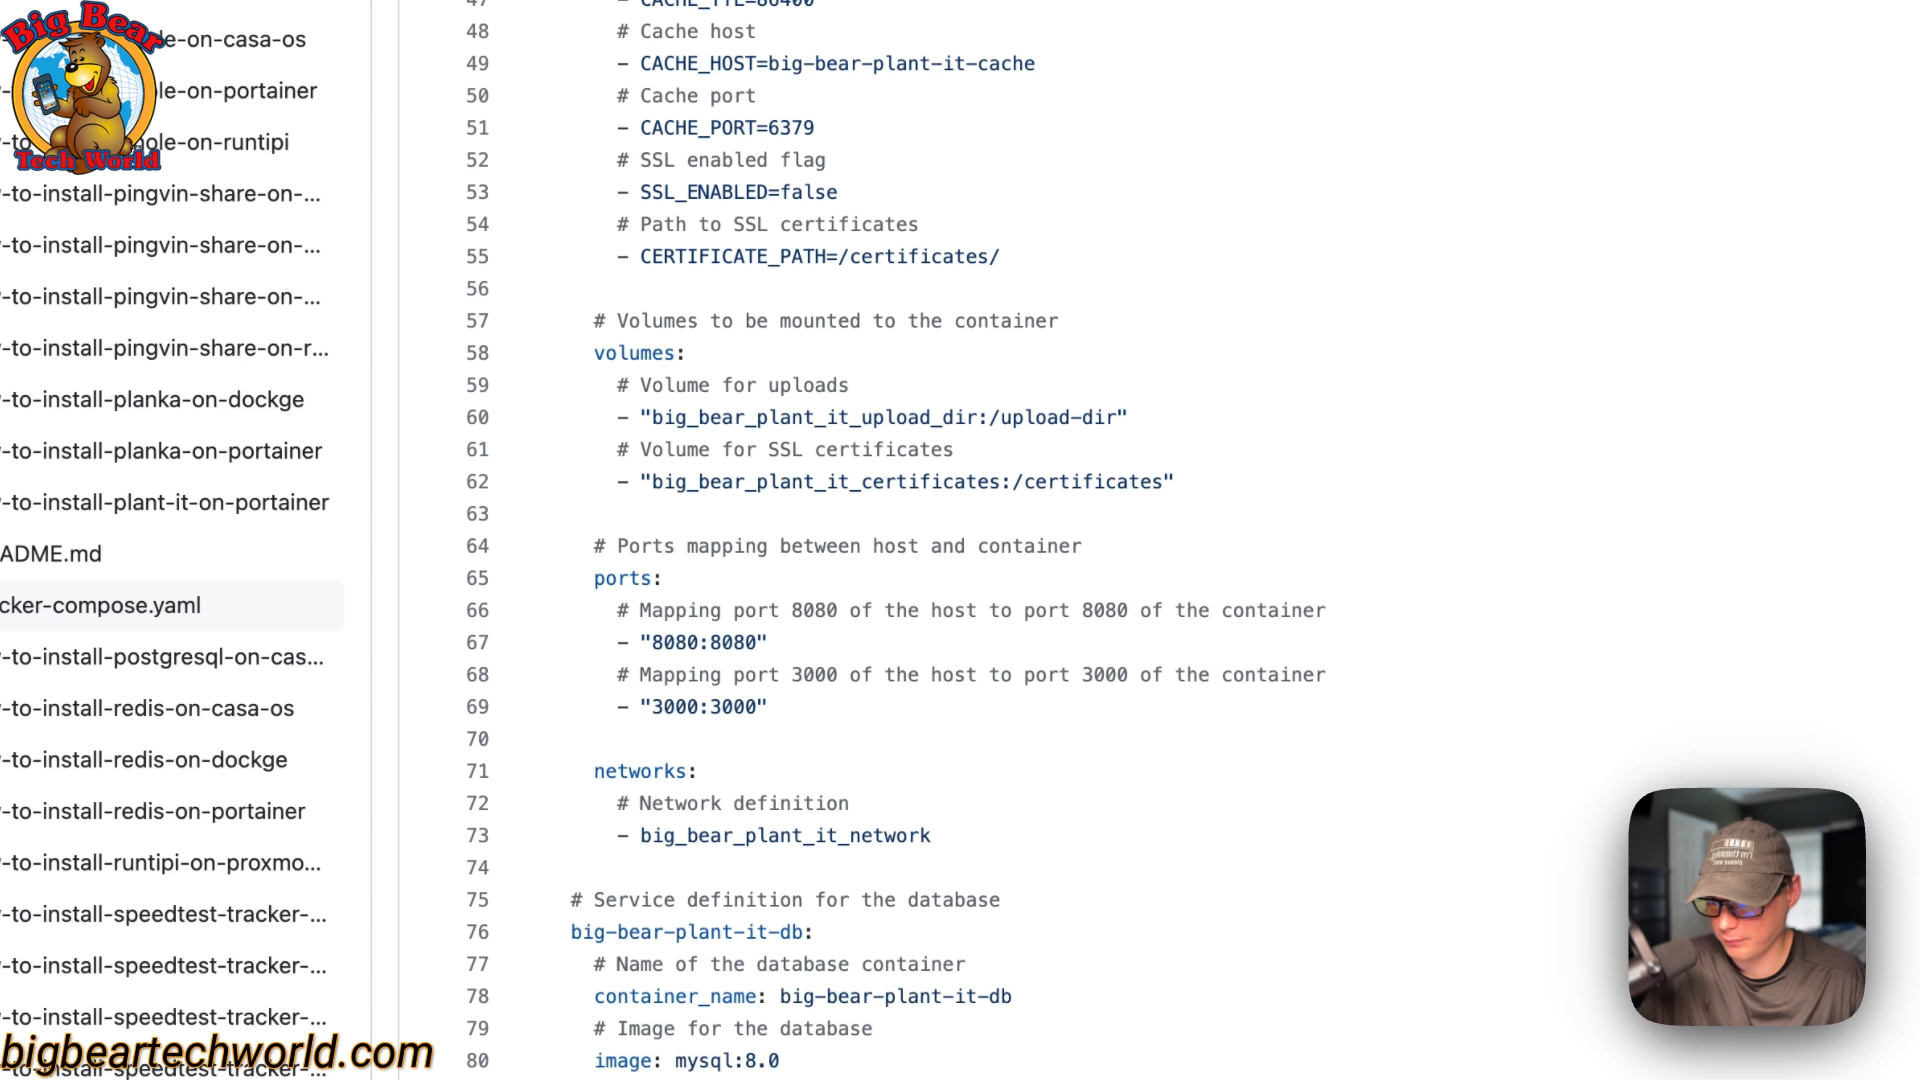 Big Bear
Tech World
le-on-casa-os
le-on-portainer
-to
hole-on-runtipi
-to-install-pingvin-share-on-...
-to-install-pingvin-share-on-...
-to-install-pingvin-share-on-...
-to-install-pingvin-share-on-r...
-to-install-planka-on-dockge
-to-install-planka-on-portainer
-to-install-plant-it-on-portainer
ADME.md
cker-compose.yaml
-to-install-postgresql-on-cas...
-to-install-redis-on-casa-os
-to-install-redis-on-dockge
-to-install-redis-on-portainer
-to-install-runtipi-on-proxmo...
-to-install-speedtest-tracker-...
-to-install-speedtest-tracker-...
-to-install-speedtest-tracker-...
-to-install-speedtest-tracker-...
bigbeartechworld.com
47 - CACHE_TTL=86400
48 # Cache host
49 - CACHE_HOST=big-bear-plant-it-cache
50 # Cache port
51 - CACHE_PORT=6379
52 # SSL enabled flag
53 - SSL_ENABLED=false
54 # Path to SSL certificates
55 - CERTIFICATE_PATH=/certificates/
56
57 # Volumes to be mounted to the container
58 volumes:
59 # Volume for uploads
60 - "big_bear_plant_it_upload_dir:/upload-dir"
61 # Volume for SSL certificates
62 - "big_bear_plant_it_certificates:/certificates"
63
64 # Ports mapping between host and container
65 ports:
66 # Mapping port 8080 of the host to port 8080 of the container
67 - "8080:8080"
68 # Mapping port 3000 of the host to port 3000 of the container
69 - "3000:3000"
70
71 networks:
72 # Network definition
73 - big_bear_plant_it_network
74
75 # Service definition for the database
76 big-bear-plant-it-db:
77 # Name of the database container
78 container_name: big-bear-plant-it-db
79 # Image for the database
80 image: mysql:8.0